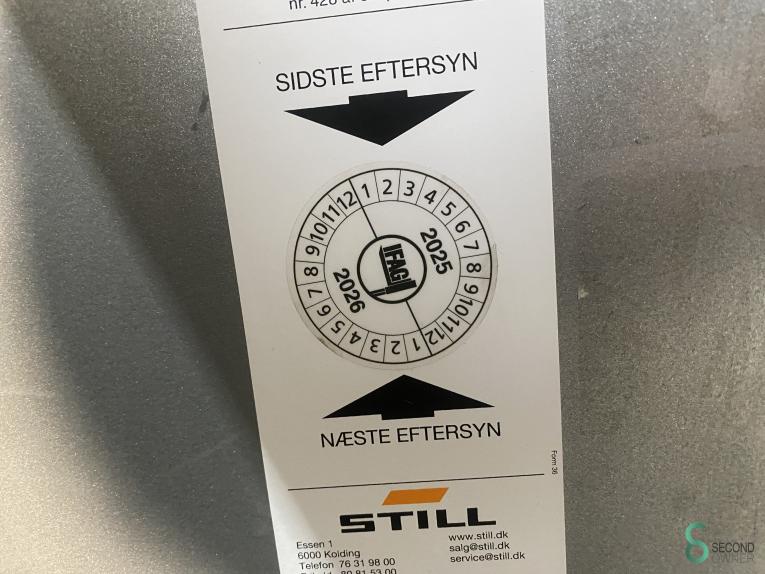 SIDSTE EFTERSYN
1 2 3 4 5 6 7 8 9 10 11 12
2025
IFAG
2026
1 2 3 4 5 6 7 8 9 10 11 12
NÆSTE EFTERSYN
Form 36
STILL
Essen 1
6000 Kolding
Telefon 76 31 98 00
www.still.dk
salg@still.dk
service@still.dk
SECOND
OWNER